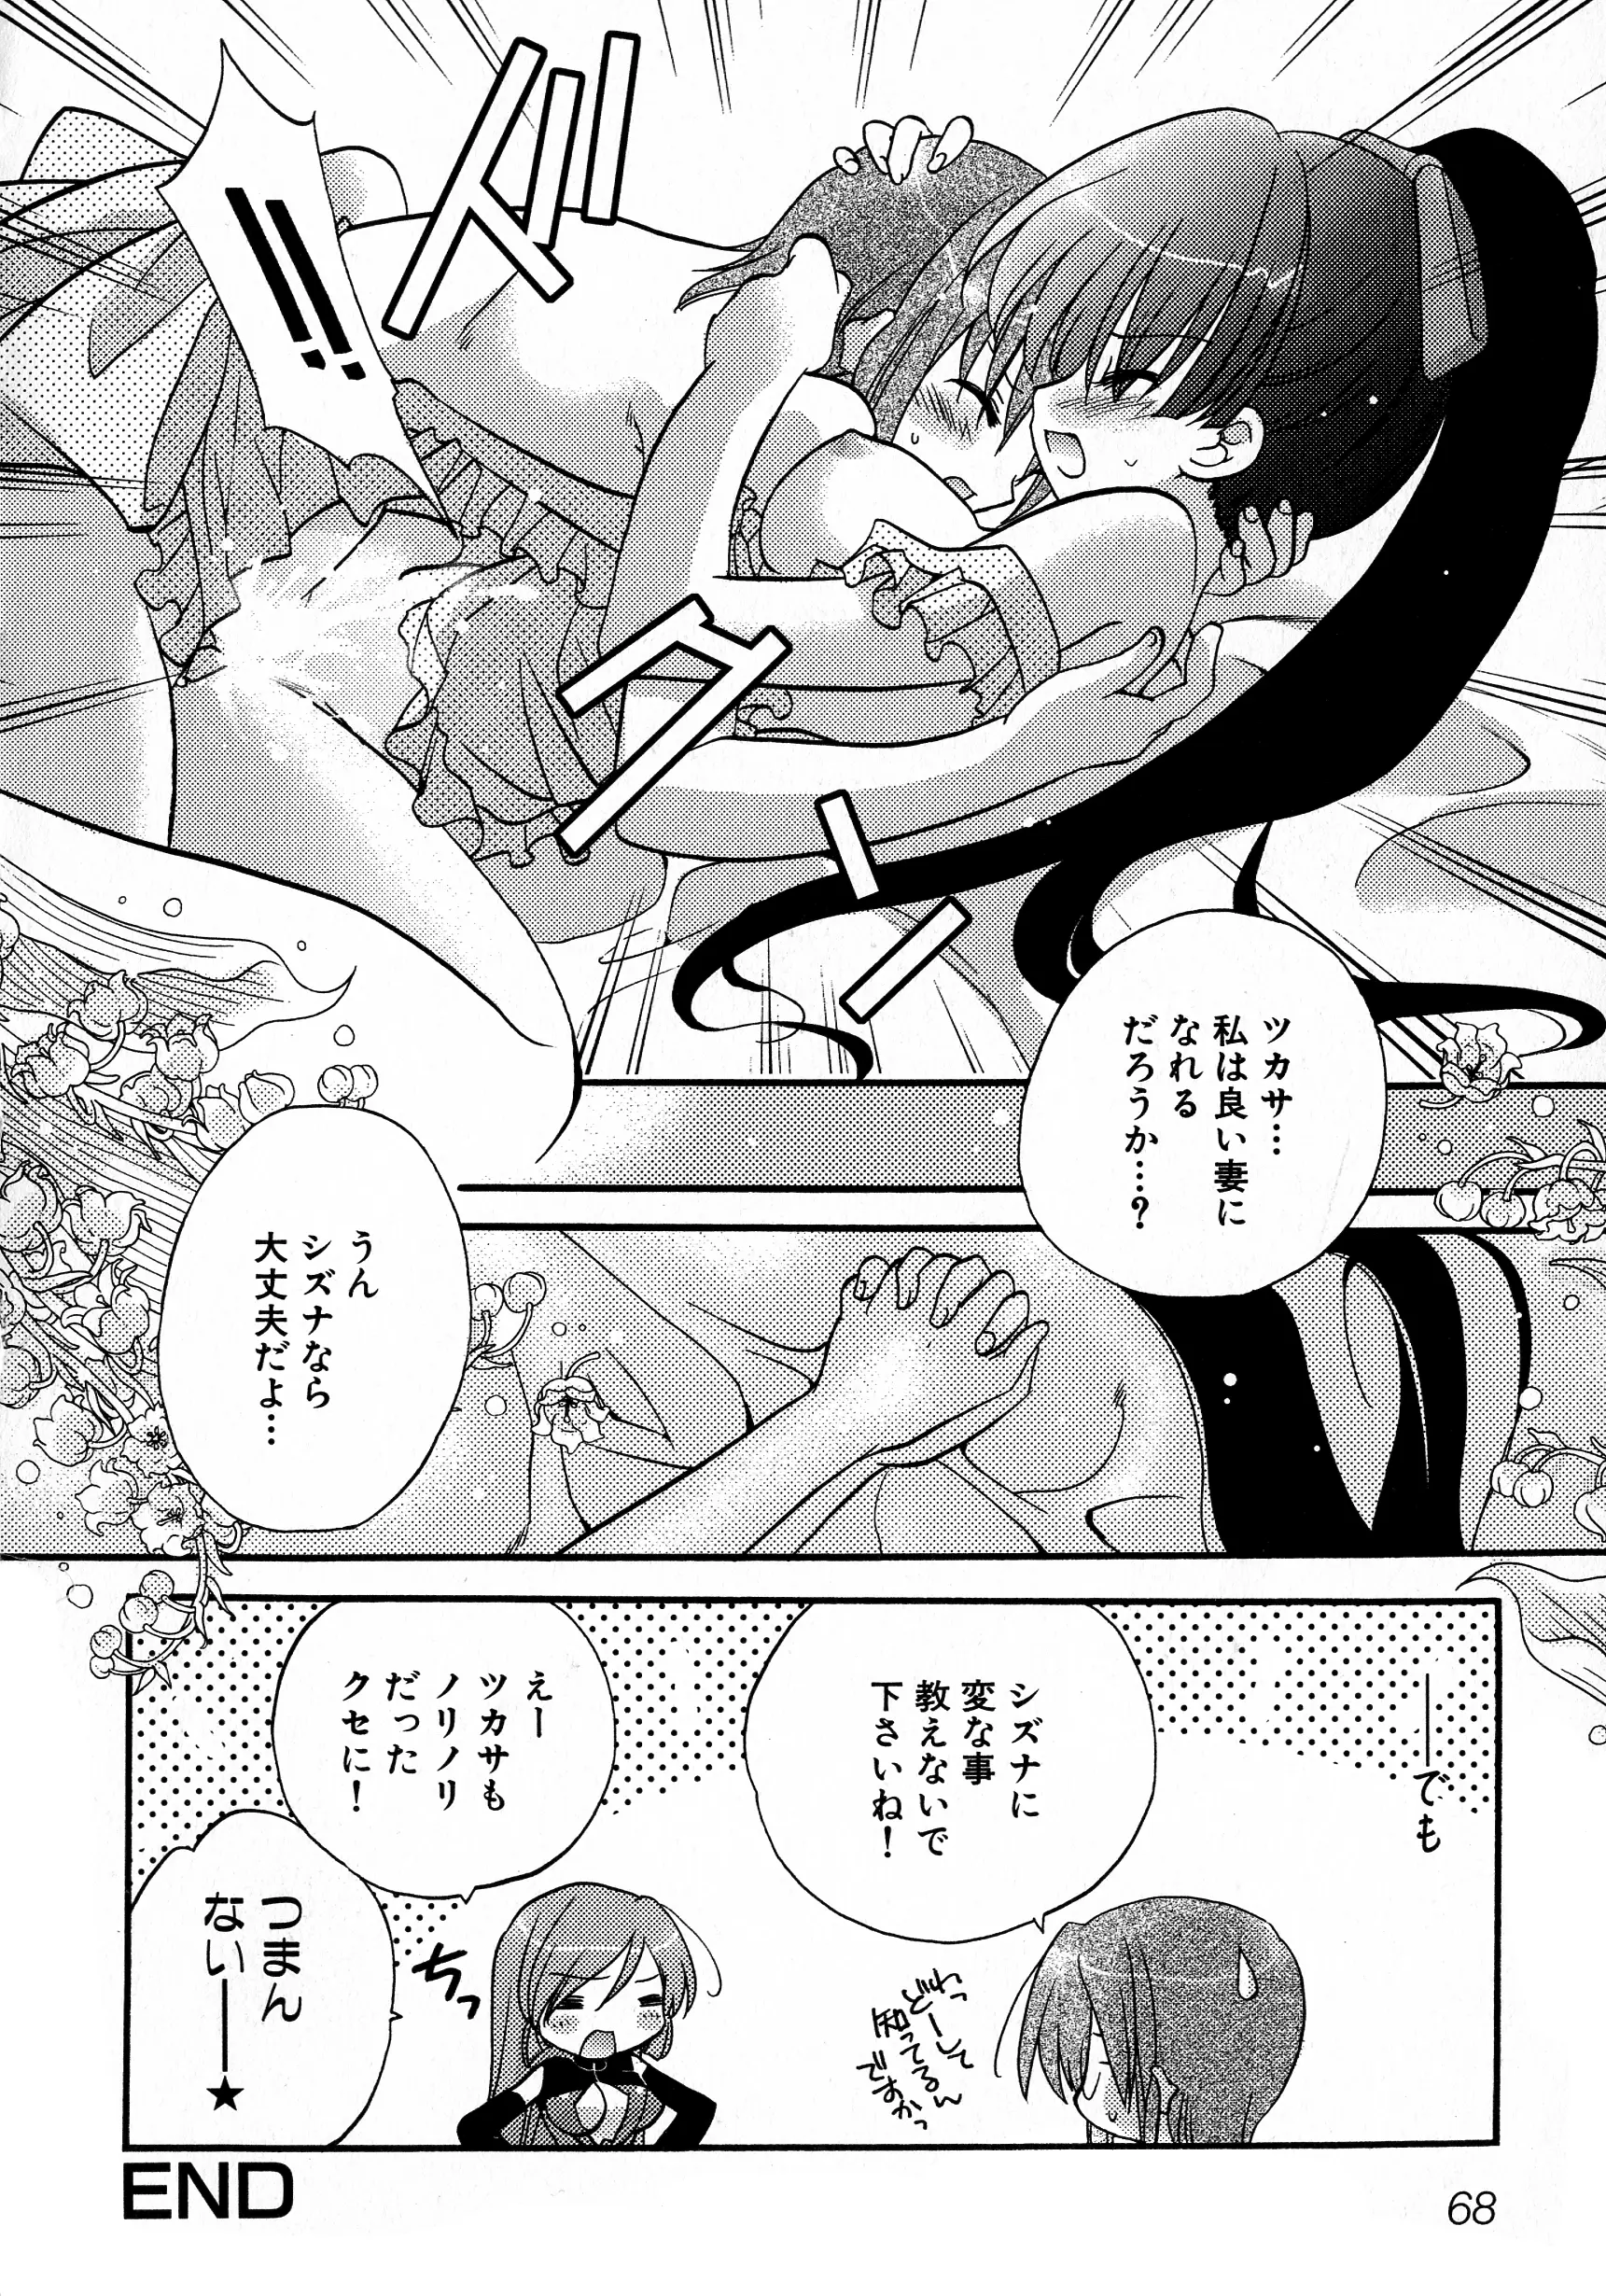 ズ
!!
ク
ン
ツカサ…
私は良い妻に
なれる
だろうか…?
うん
シズナなら
大丈夫だよ…
――でも
シズナに
変な事
教えないで
下さいね!
わっ
どーして
知ってるん
ですかっ
えー
ツカサも
ノリノリ
だった
クセに!
ちっ
つまん
ない――★
END
68